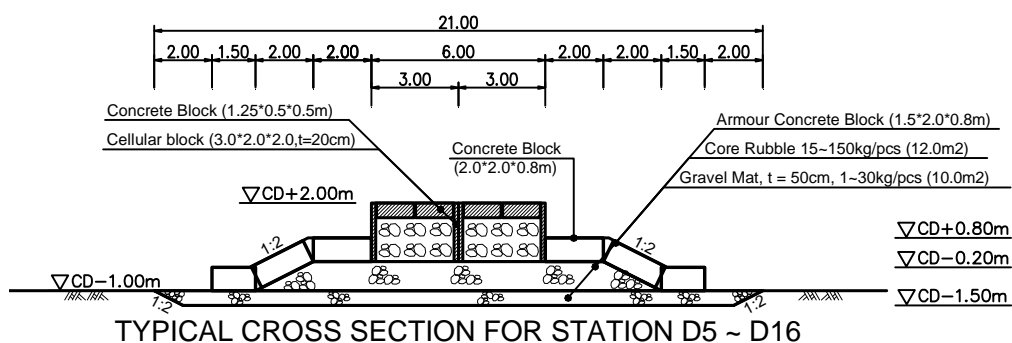 21.00
2.00 1.50 2.00 2.00 6.00 2.00 2.00 1.50 2.00
3.00 3.00
Concrete Block (1.25*0.5*0.5m)
Cellular block (3.0*2.0*2.0,t=20cm)
Concrete Block
(2.0*2.0*0.8m)
Armour Concrete Block (1.5*2.0*0.8m)
Core Rubble 15~150kg/pcs (12.0m2)
Gravel Mat, t = 50cm, 1~30kg/pcs (10.0m2)
▽CD+2.00m
1:2
1:2
▽CD+0.80m
▽CD−0.20m
▽CD−1.00m
▽CD−1.50m
1:2
1:2
TYPICAL CROSS SECTION FOR STATION D5 ~ D16